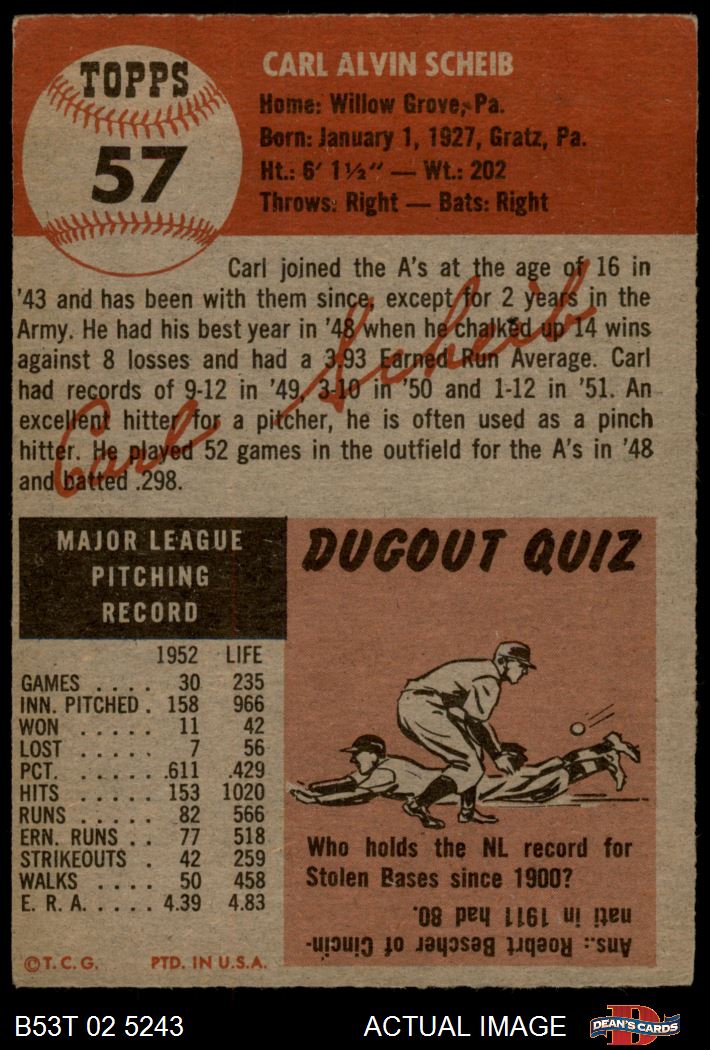 TOPPS
57
CARL ALVIN SCHEIB
Home: Willow Grove, Pa.
Born: January 1, 1927, Gratz, Pa.
Ht.: 6' 1½" — Wt.: 202
Throws: Right — Bats: Right
Carl joined the A's at the age of 16 in
'43 and has been with them since, except for 2 years in the
Army. He had his best year in '48 when he chalked up 14 wins
against 8 losses and had a 3.93 Earned Run Average. Carl
had records of 9-12 in '49, 3-10 in '50 and 1-12 in '51. An
excellent hitter for a pitcher, he is often used as a pinch
hitter. He played 52 games in the outfield for the A's in '48
and batted .298.
Carl Scheib
MAJOR LEAGUE
PITCHING
RECORD
1952 LIFE
GAMES . . . . 30 235
INN. PITCHED . 158 966
WON . . . . . 11 42
LOST . . . . . 7 56
PCT. . . . . . .611 .429
HITS . . . . . 153 1020
RUNS . . . . . 82 566
ERN. RUNS . . 77 518
STRIKEOUTS . 42 259
WALKS . . . . 50 458
E. R. A. . . . . . 4.39 4.83
©T. C. G. PTD. IN U.S.A.
DUGOUT QUIZ
Who holds the NL record for
Stolen Bases since 1900?
Ans.: Roebrt Bescher of Cincin-
nati in 1911 had 80.
B53T 02 5243 ACTUAL IMAGE
D
DEAN'S CARDS